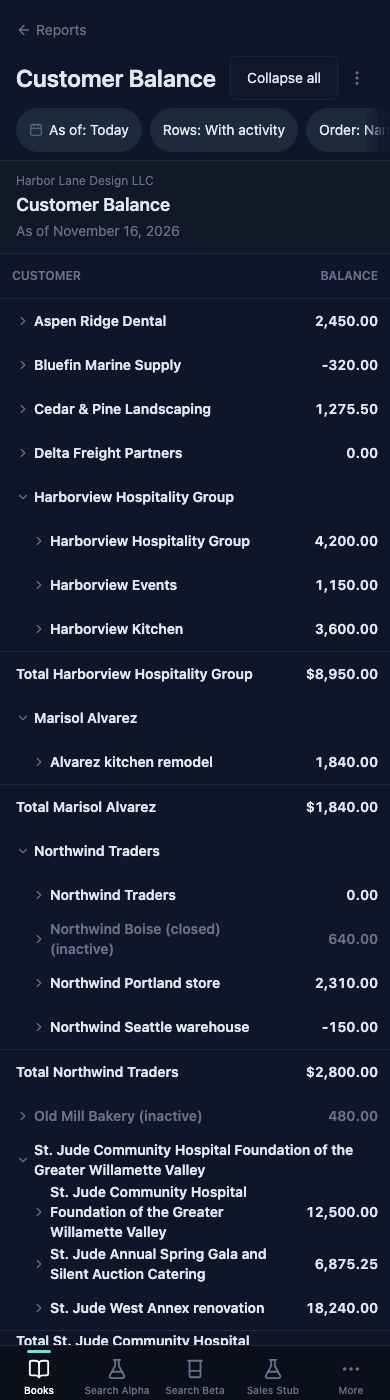 Reports
Customer Balance
Collapse all
As of: Today
Rows: With activity
Order: Nam
Harbor Lane Design LLC
Customer Balance
As of November 16, 2026
CUSTOMER BALANCE
Aspen Ridge Dental 2,450.00
Bluefin Marine Supply -320.00
Cedar & Pine Landscaping 1,275.50
Delta Freight Partners 0.00
Harborview Hospitality Group
Harborview Hospitality Group 4,200.00
Harborview Events 1,150.00
Harborview Kitchen 3,600.00
Total Harborview Hospitality Group $8,950.00
Marisol Alvarez
Alvarez kitchen remodel 1,840.00
Total Marisol Alvarez $1,840.00
Northwind Traders
Northwind Traders 0.00
Northwind Boise (closed)
(inactive) 640.00
Northwind Portland store 2,310.00
Northwind Seattle warehouse -150.00
Total Northwind Traders $2,800.00
Old Mill Bakery (inactive) 480.00
St. Jude Community Hospital Foundation of the
Greater Willamette Valley
St. Jude Community Hospital
Foundation of the Greater 12,500.00
Willamette Valley
St. Jude Annual Spring Gala and
Silent Auction Catering 6,875.25
St. Jude West Annex renovation 18,240.00
Total St. Jude Community Hospital
Books
Search Alpha
Search Beta
Sales Stub
More